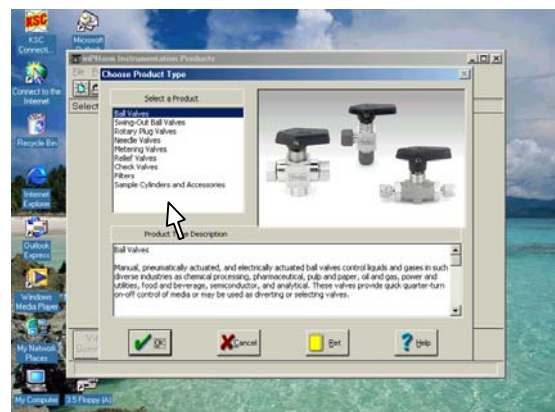 KSC
KSC
Connecti...
Microsoft
Outlook
Connect to the
Internet
Recycle Bin
Internet
Explorer
Outlook
Express
Windows
Media Player
My Network
Places
My Computer
3.5 Floppy (A)
inPHorm Instrumentation Products
File
Select
Choose Product Type
Select a Product
Ball Valves
Swing-Out Ball Valves
Rotary Plug Valves
Needle Valves
Metering Valves
Relief Valves
Check Valves
Filters
Sample Cylinders and Accessories
Product Type Description
Ball Valves
Manual, pneumatically actuated, and electrically actuated ball valves control liquids and gases in such
diverse industries as chemical processing, pharmaceutical, pulp and paper, oil and gas, power and
utilities, food and beverage, semiconductor, and analytical. These valves provide quick quarter-turn
on-off control of media or may be used as diverting or selecting valves.
OK
Cancel
Help